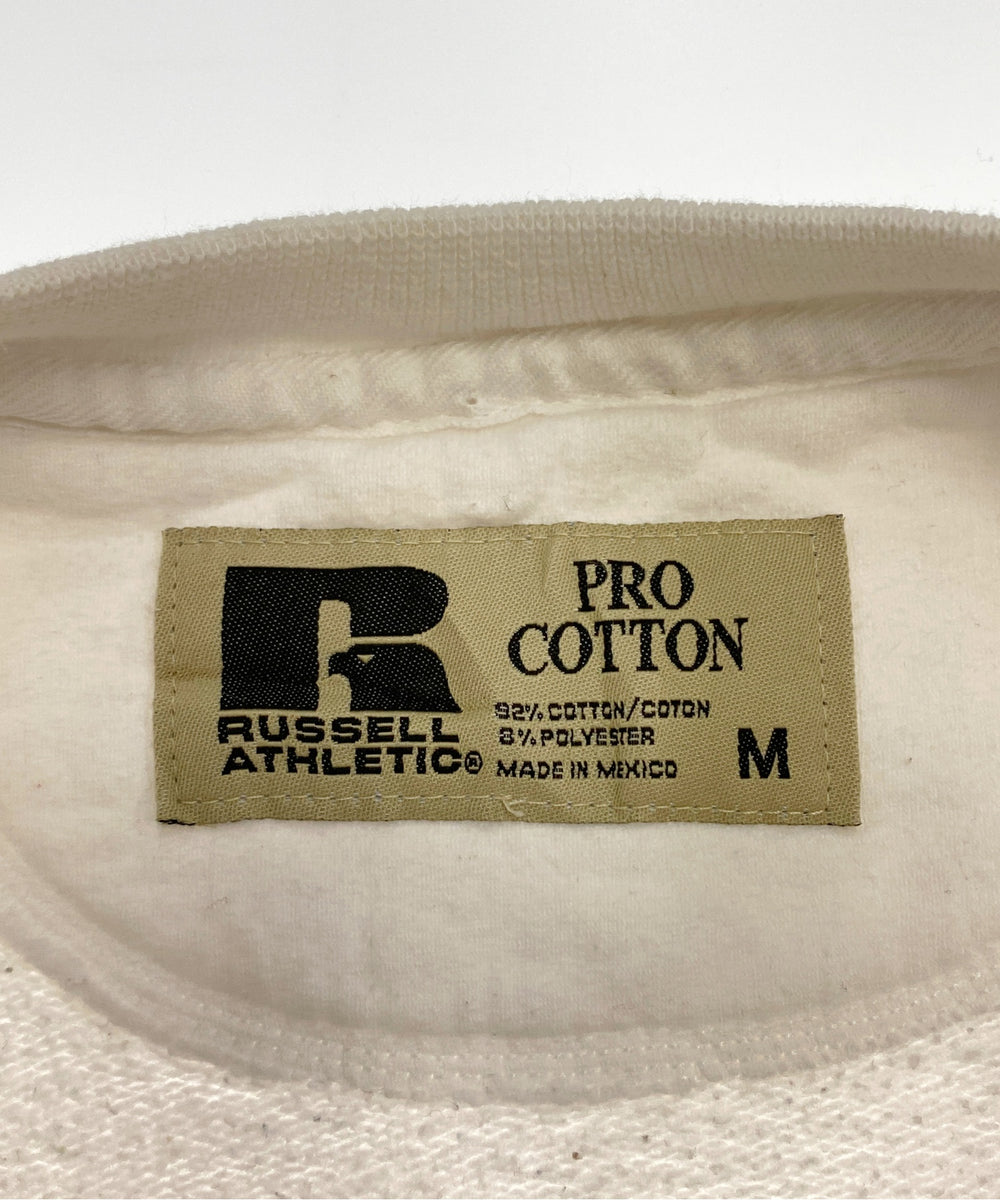 PRO
COTTON
92% COTTON/COTON
8% POLYESTER
MADE IN MEXICO
M
RUSSELL
ATHLETIC®